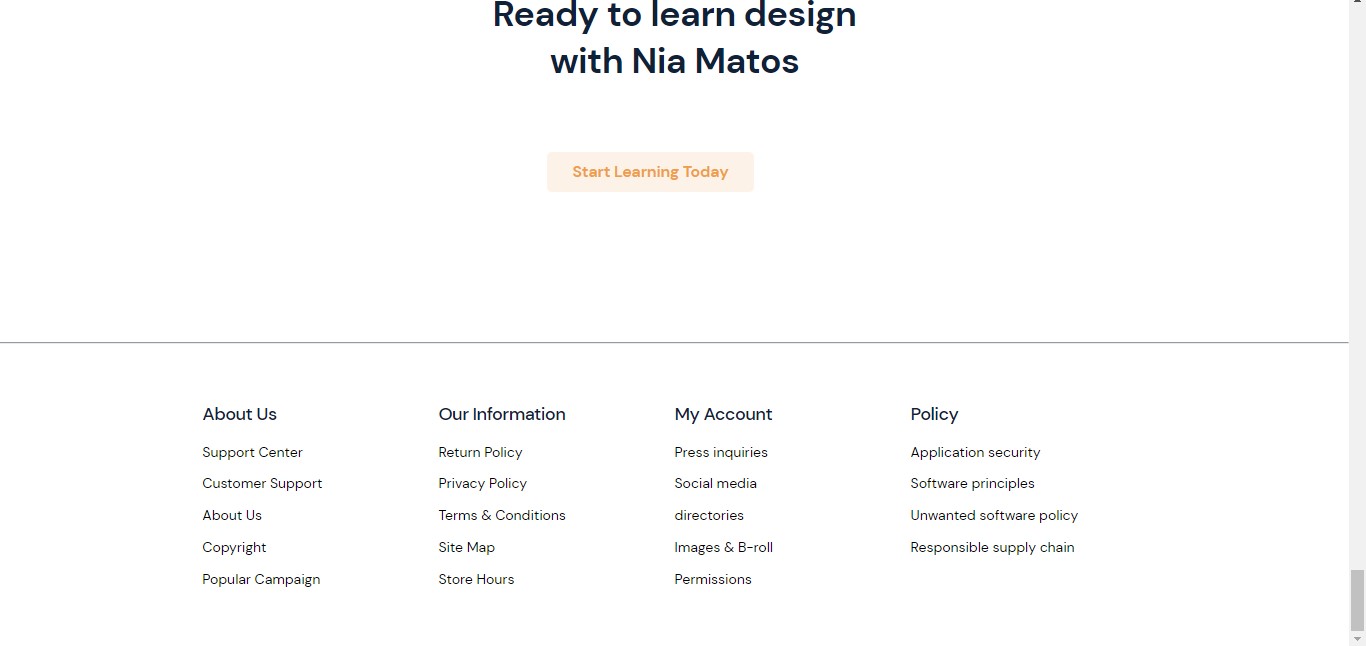 Ready to learn design
with Nia Matos
Start Learning Today
About Us
Support Center
Customer Support
About Us
Copyright
Popular Campaign
Our Information
Return Policy
Privacy Policy
Terms & Conditions
Site Map
Store Hours
My Account
Press inquiries
Social media
directories
Images & B-roll
Permissions
Policy
Application security
Software principles
Unwanted software policy
Responsible supply chain